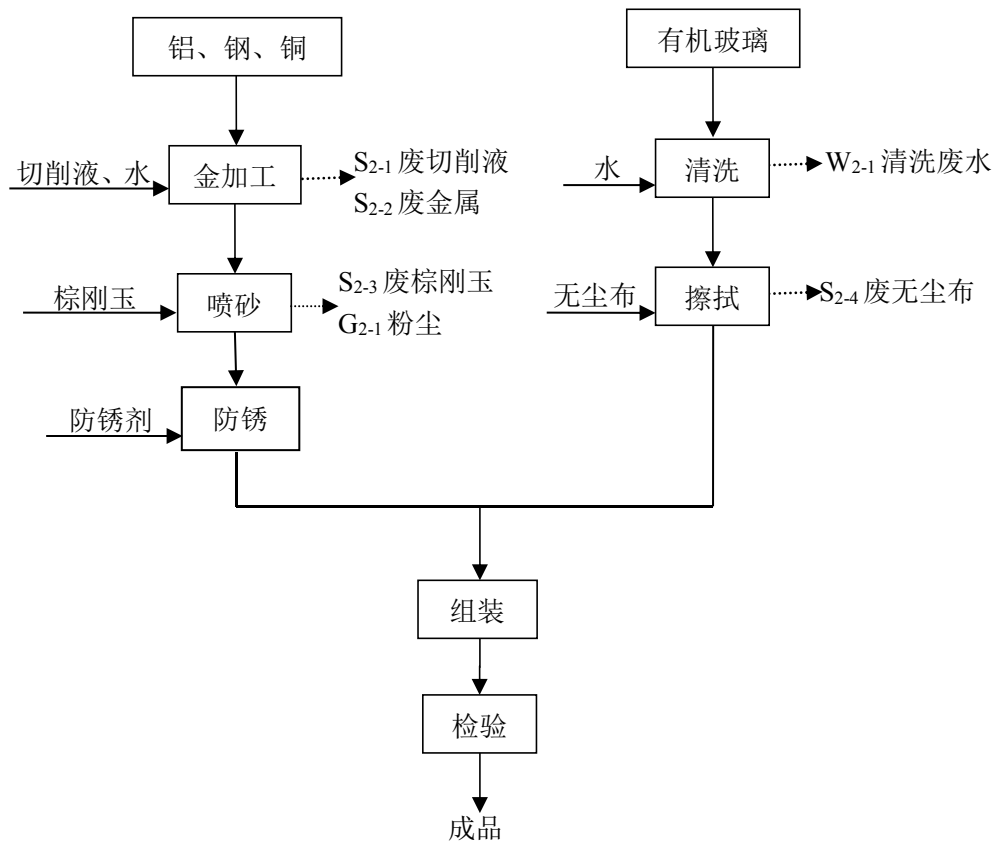 铝、钢、铜
有机玻璃
切削液、水
金加工
S2-1 废切削液
S2-2 废金属
水
清洗
W2-1 清洗废水
棕刚玉
喷砂
S2-3 废棕刚玉
G2-1 粉尘
无尘布
擦拭
S2-4 废无尘布
防锈剂
防锈
组装
检验
成品